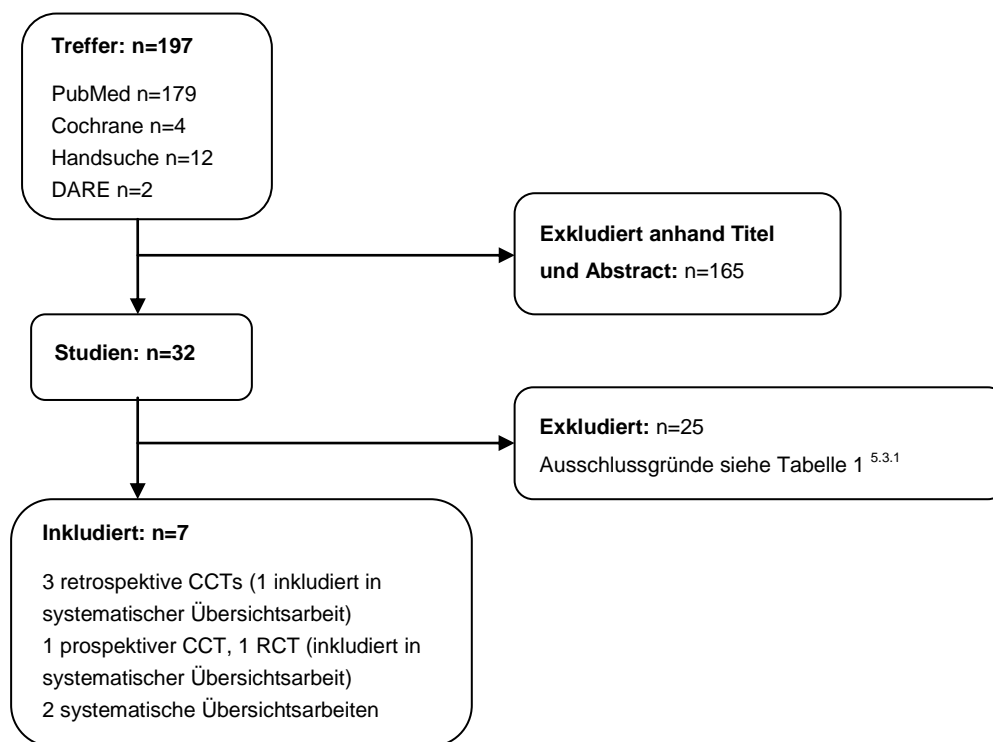 Treffer: n=197
PubMed n=179
Cochrane n=4
Handsuche n=12
DARE n=2
Exkludiert anhand Titel
und Abstract: n=165
Studien: n=32
Exkludiert: n=25
Ausschlussgründe siehe Tabelle 1 5.3.1
Inkludiert: n=7
3 retrospektive CCTs (1 inkludiert in
systematischer Übersichtsarbeit)
1 prospektiver CCT, 1 RCT (inkludiert in
systematischer Übersichtsarbeit)
2 systematische Übersichtsarbeiten